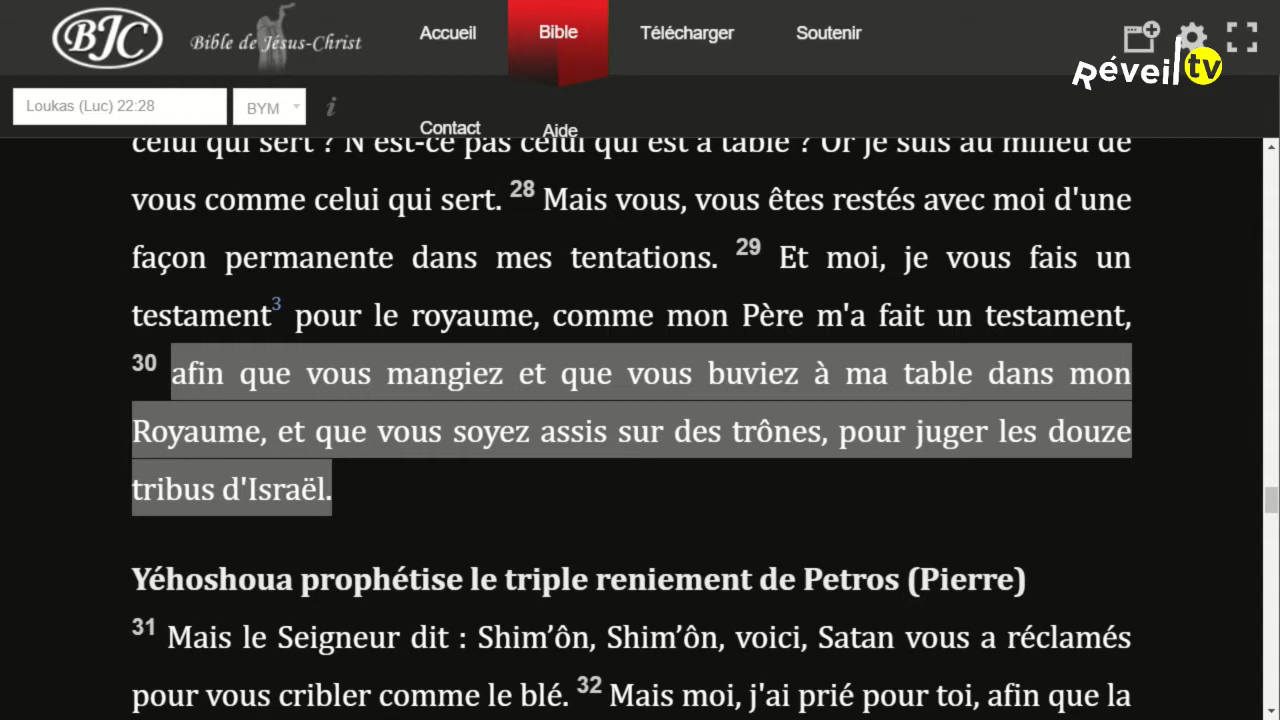 BJC
Bible de Jésus-Christ
Accueil
Bible
Télécharger
Soutenir
Réveil tv
Loukas (Luc) 22:28
BYM
i
Contact
Aide
celui qui sert ? N'est-ce pas celui qui est à table ? Or je suis au milieu de
vous comme celui qui sert. 28 Mais vous, vous êtes restés avec moi d'une
façon permanente dans mes tentations. 29 Et moi, je vous fais un
testament3 pour le royaume, comme mon Père m'a fait un testament,
30 afin que vous mangiez et que vous buviez à ma table dans mon
Royaume, et que vous soyez assis sur des trônes, pour juger les douze
tribus d'Israël.
Yéhoshoua prophétise le triple reniement de Petros (Pierre)
31 Mais le Seigneur dit : Shim’ôn, Shim’ôn, voici, Satan vous a réclamés
pour vous cribler comme le blé. 32 Mais moi, j'ai prié pour toi, afin que la